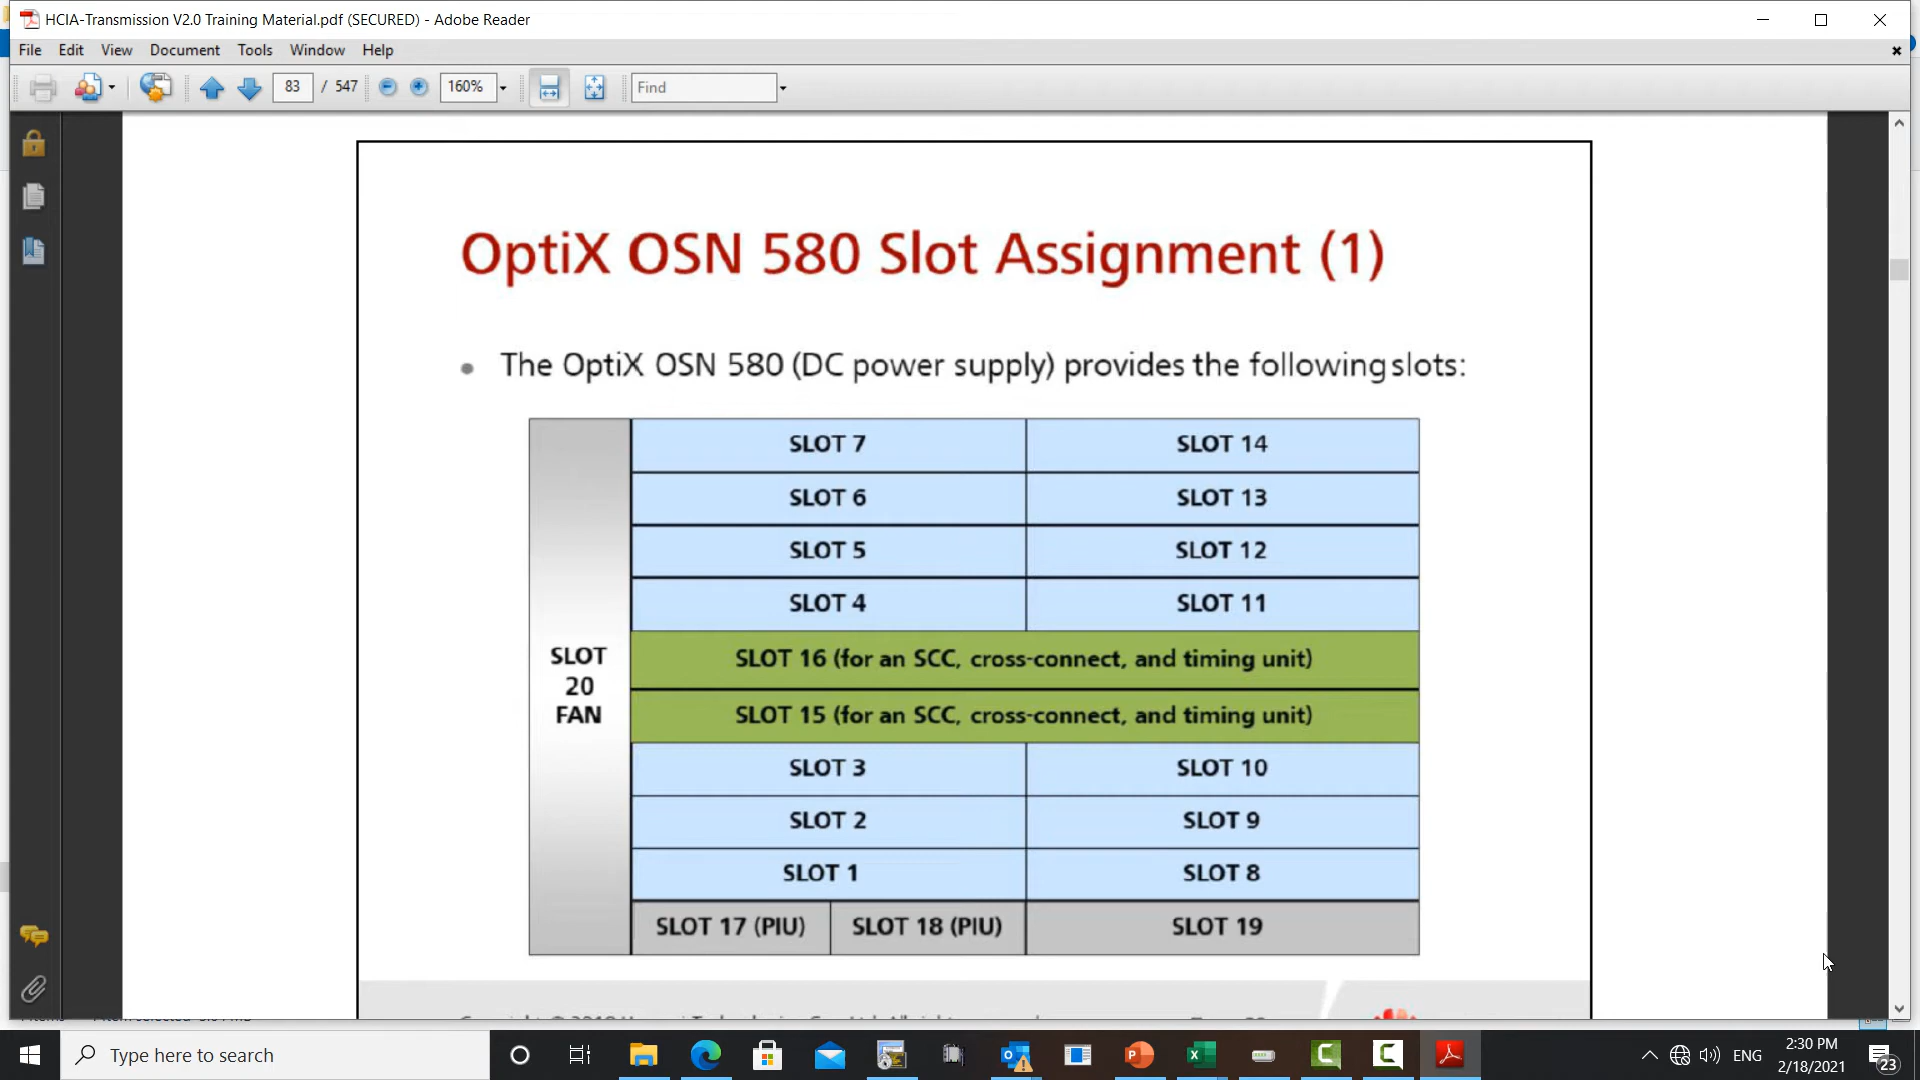 HCIA-Transmission V2.0 Training Material.pdf (SECURED) - Adobe Reader
File Edit View Document Tools Window Help
83 / 547 160% Find
OptiX OSN 580 Slot Assignment (1)
The OptiX OSN 580 (DC power supply) provides the following slots:
SLOT 7 SLOT 14
SLOT 6 SLOT 13
SLOT 5 SLOT 12
SLOT 4 SLOT 11
SLOT 16 (for an SCC, cross-connect, and timing unit)
SLOT
20
FAN
SLOT 15 (for an SCC, cross-connect, and timing unit)
SLOT 3 SLOT 10
SLOT 2 SLOT 9
SLOT 1 SLOT 8
SLOT 17 (PIU) SLOT 18 (PIU) SLOT 19
Type here to search
ENG
2:30 PM
2/18/2021
23